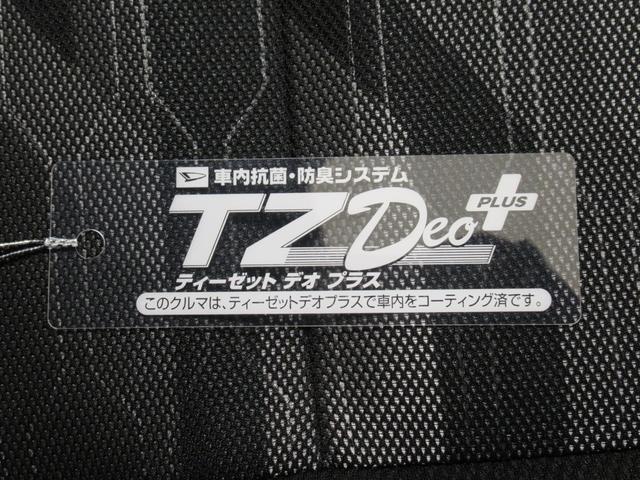 車内抗菌・防臭システム
TZ Deo PLUS
ティーゼット デオ プラス
このクルマは、ティーゼットデオプラスで車内をコーティング済です。